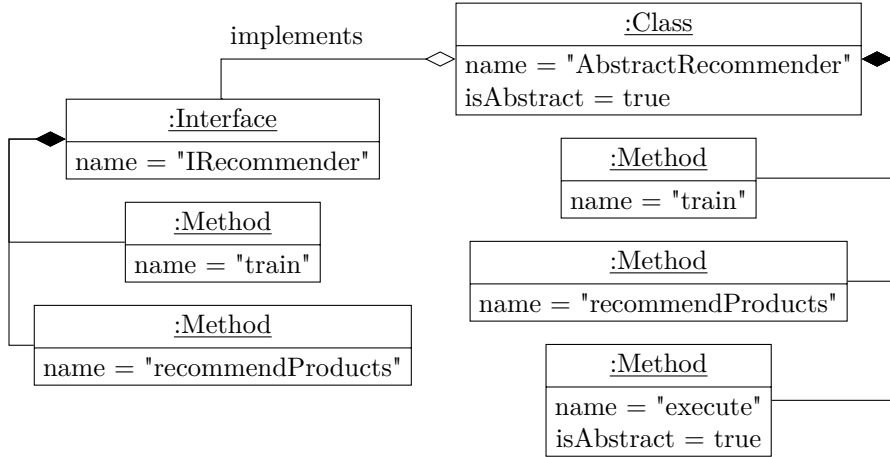 implements
:Class
name = "AbstractRecommender"
isAbstract = true
:Interface
name = "IRecommender"
:Method
name = "train"
:Method
name = "recommendProducts"
:Method
name = "train"
:Method
name = "recommendProducts"
:Method
name = "execute"
isAbstract = true